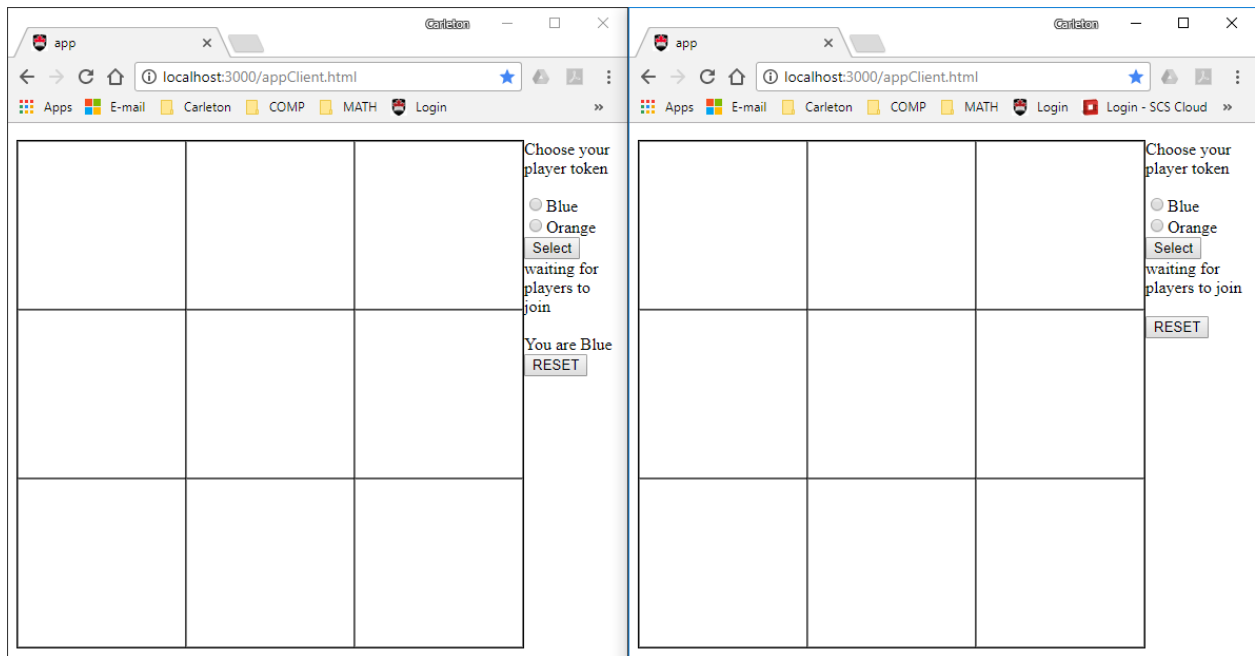 Carleton
app
localhost:3000/appClient.html
Apps E-mail Carleton COMP MATH Login »
Choose your
player token
Blue
Orange
Select
waiting for
players to
join
You are Blue
RESET
Carleton
app
localhost:3000/appClient.html
Apps E-mail Carleton COMP MATH Login Login - SCS Cloud »
Choose your
player token
Blue
Orange
Select
waiting for
players to join
RESET